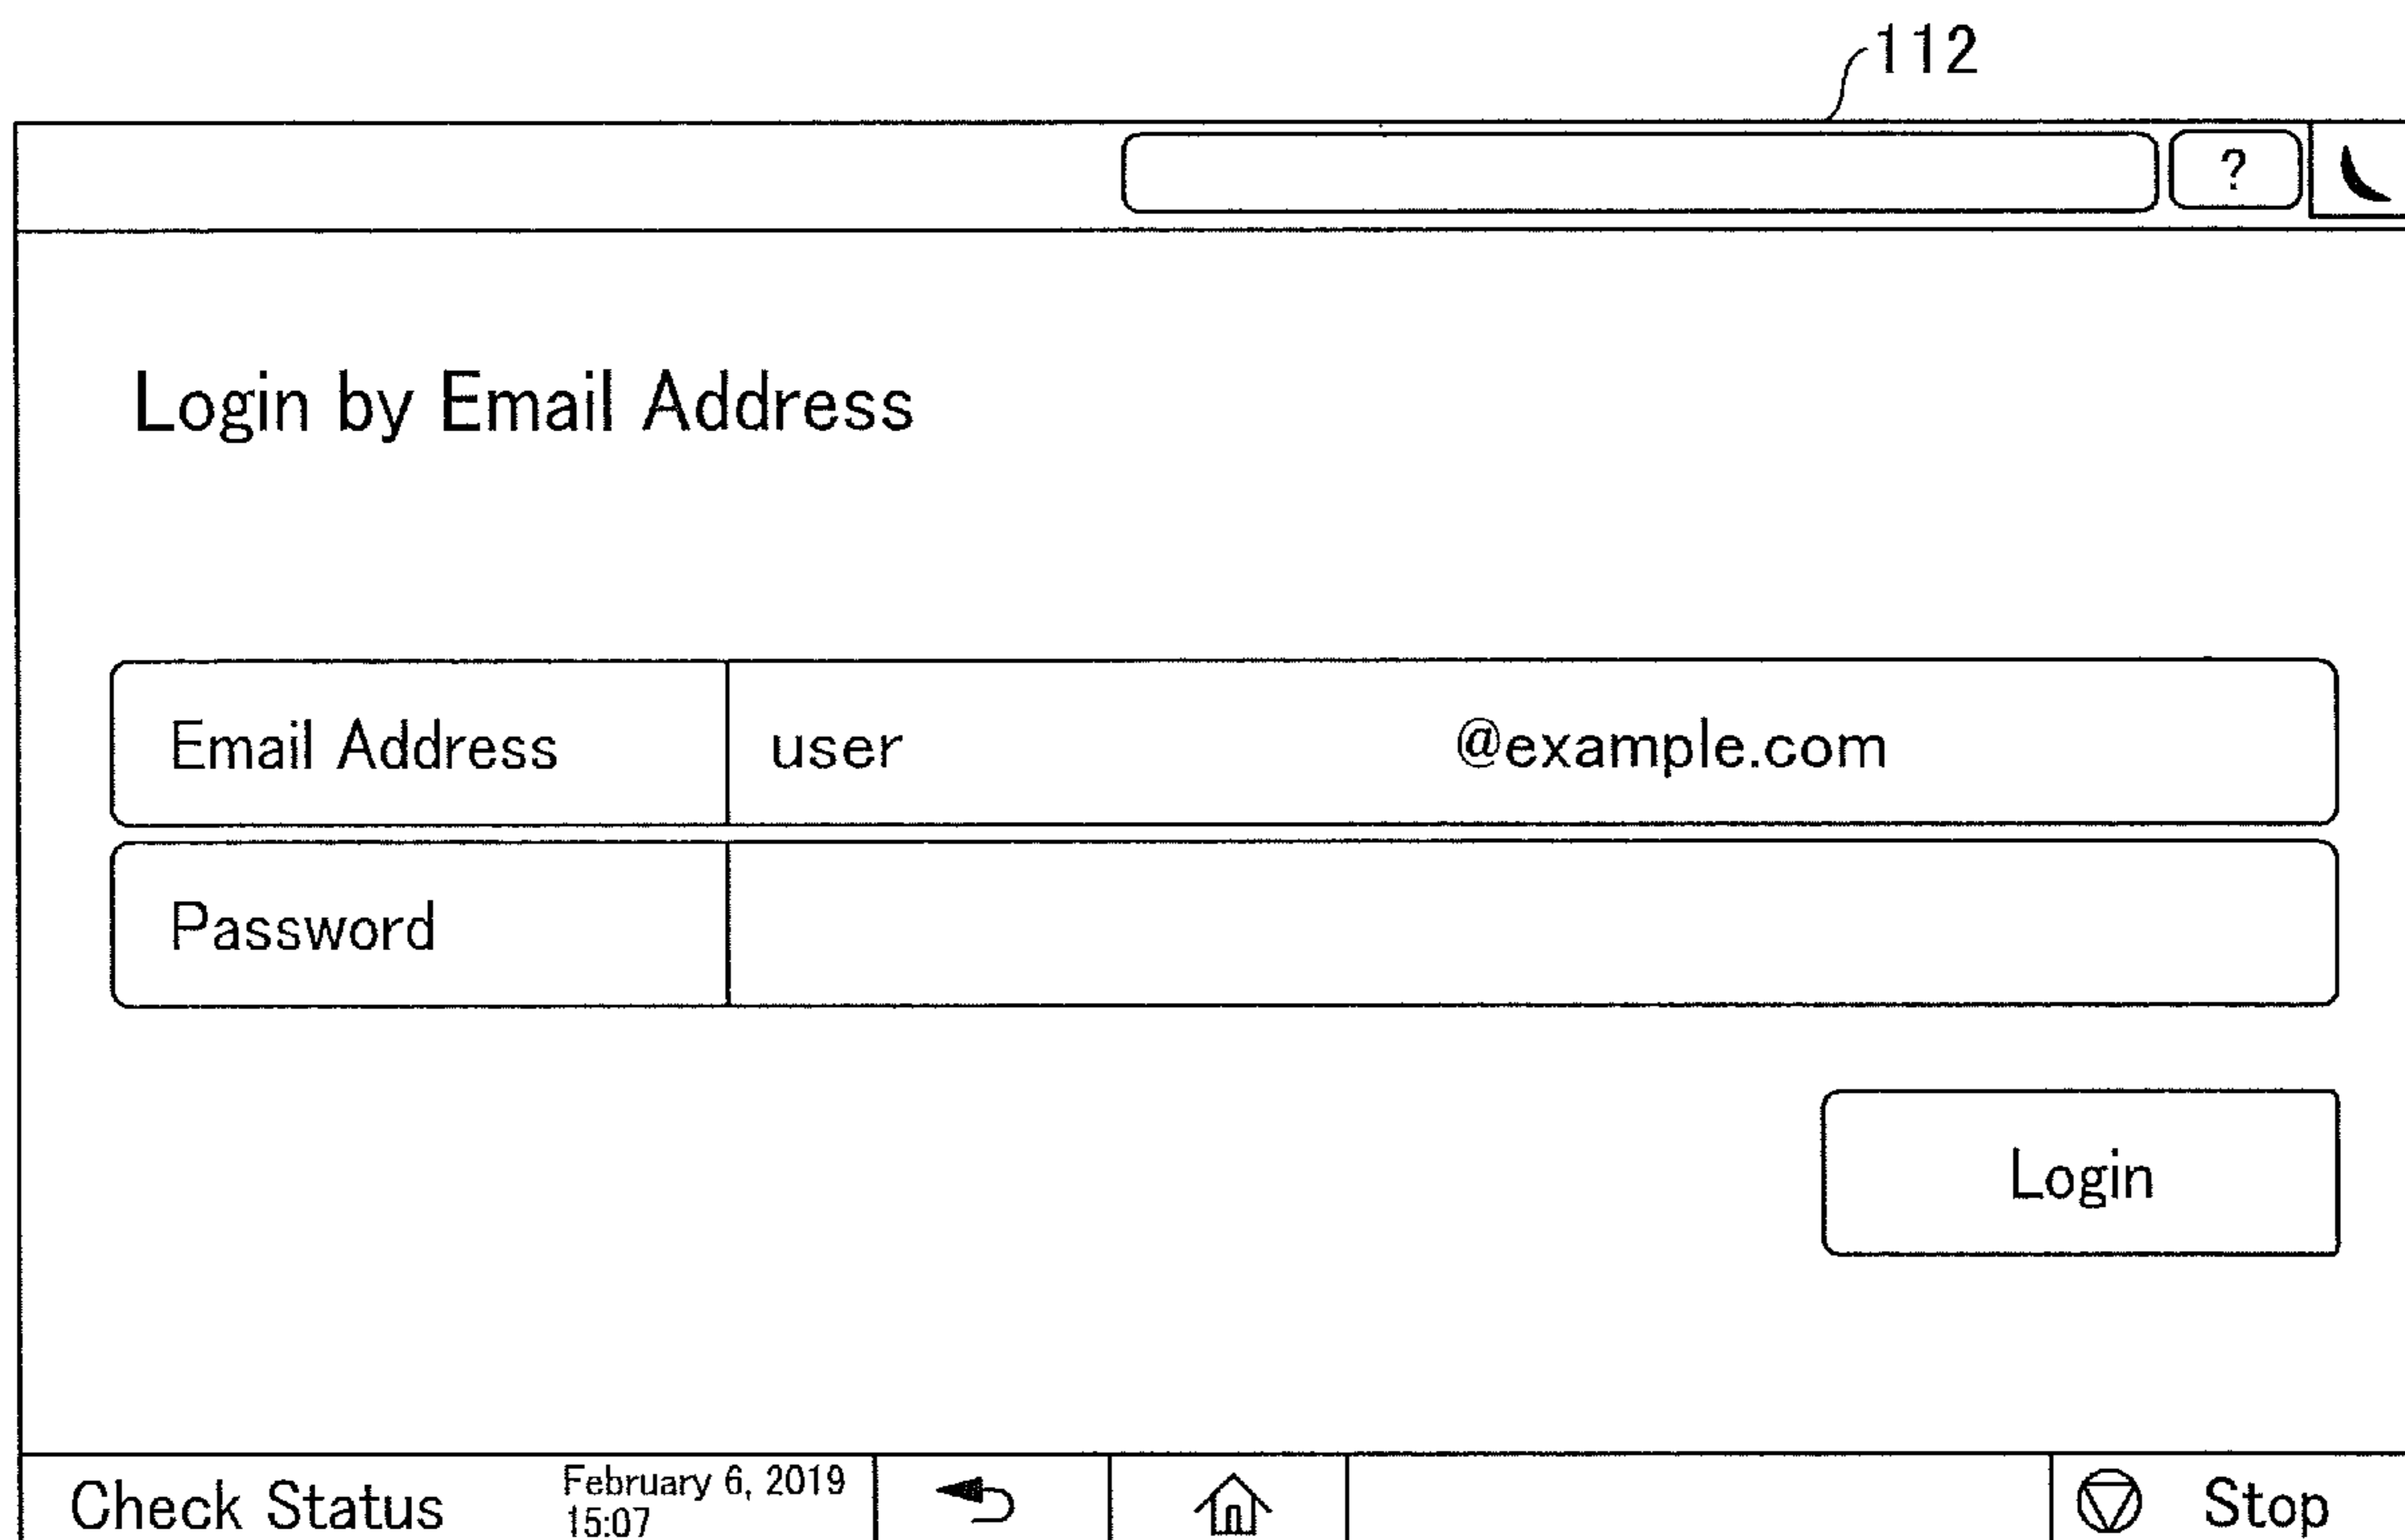 112
?
Login by Email Address
Email Address user @example.com
Password
Login
Check Status February 6, 2019
15:07
Stop